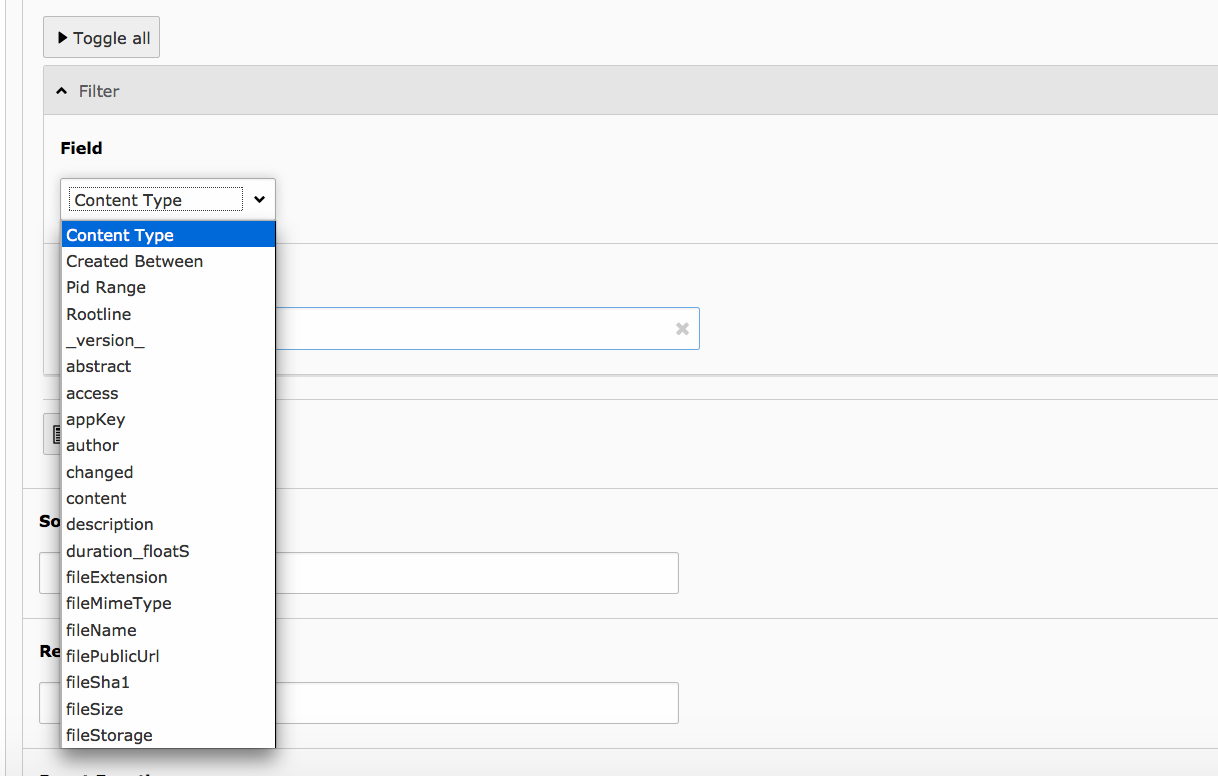 Toggle all
Filter
Field
Content Type
Content Type
Created Between
Pid Range
Rootline
_version_
abstract
access
appKey
author
changed
content
description
duration_floatS
fileExtension
fileMimeType
fileName
filePublicUrl
fileSha1
fileSize
fileStorage
So
Re